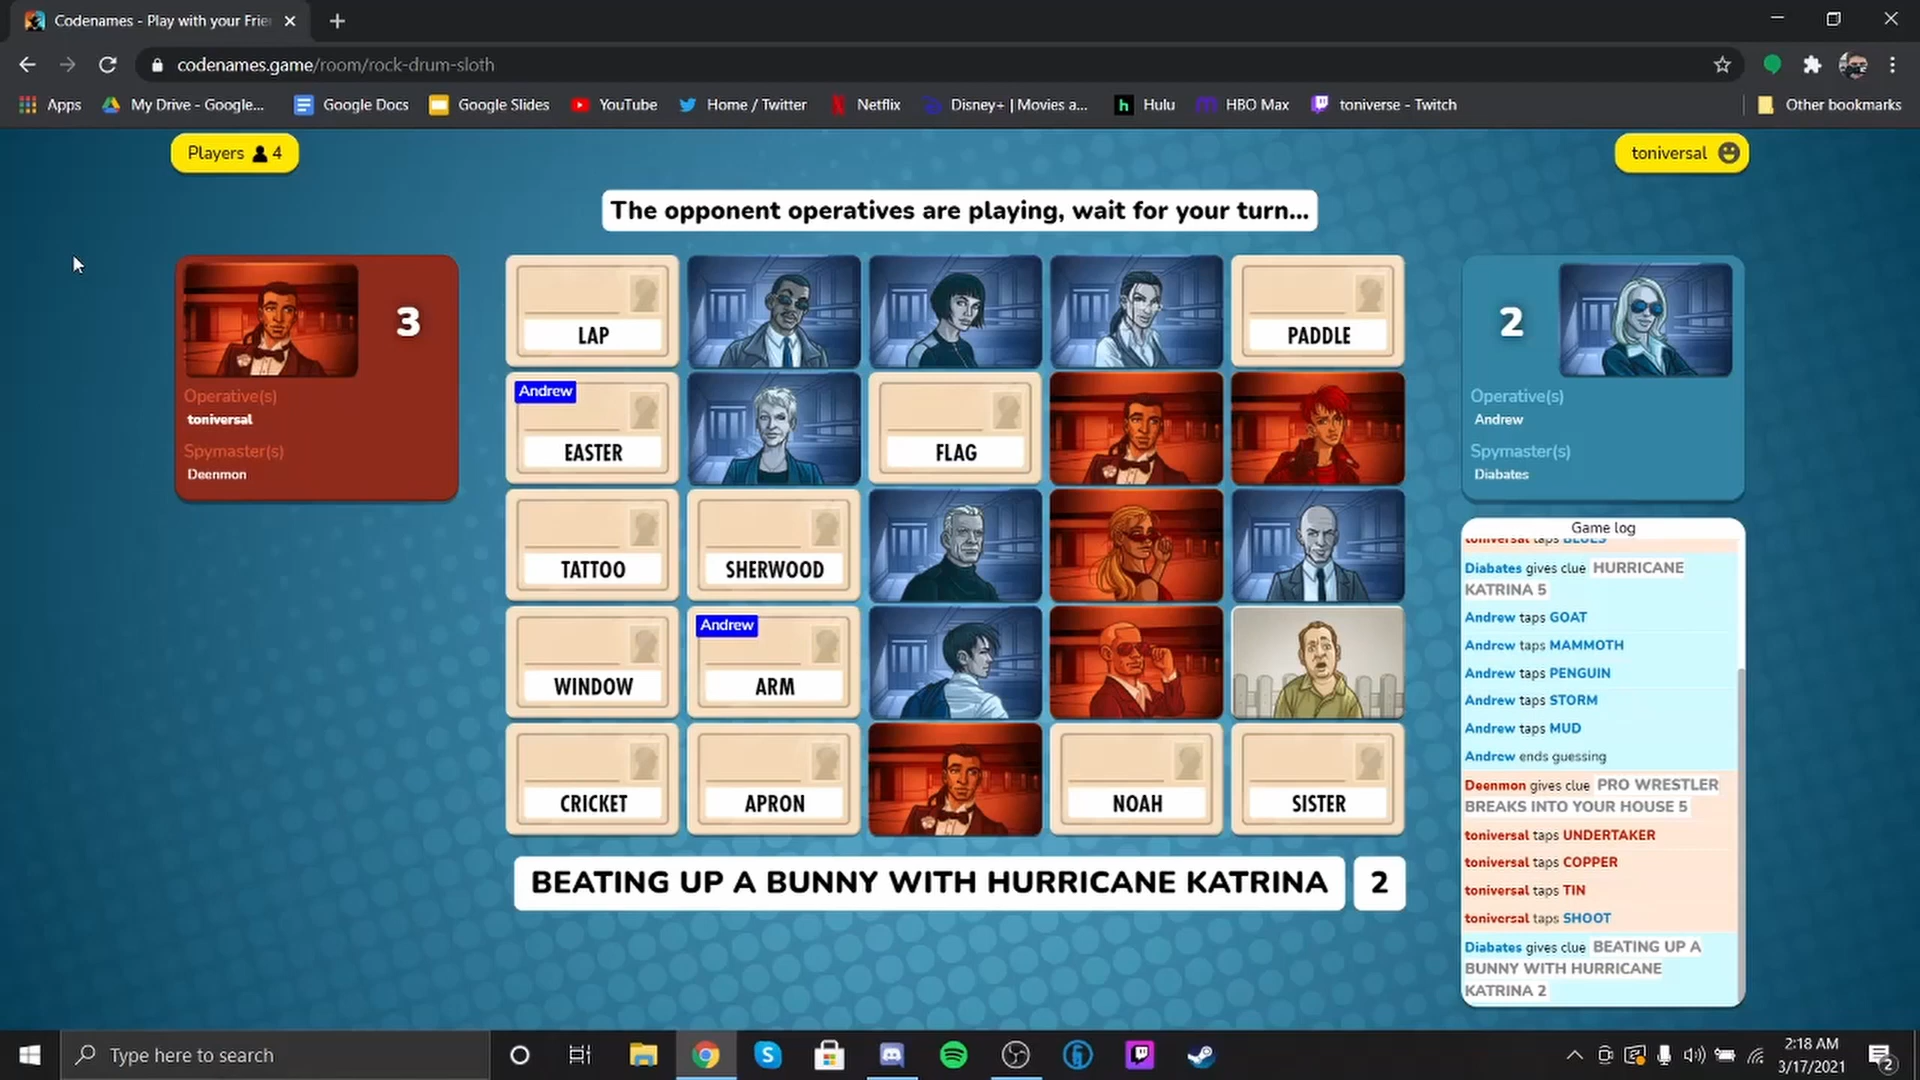 Codenames - Play with your Frie
codenames.game/room/rock-drum-sloth
Apps
My Drive - Google...
Google Docs
Google Slides
YouTube
Home / Twitter
Netflix
Disney+ | Movies a...
Hulu
HBO Max
toniverse - Twitch
Other bookmarks
Players 4
toniversal
The opponent operatives are playing, wait for your turn...
3
Operative(s)
toniversal
Spymaster(s)
Deenmon
LAP
PADDLE
Andrew
EASTER
FLAG
TATTOO
SHERWOOD
WINDOW
Andrew
ARM
CRICKET
APRON
NOAH
SISTER
BEATING UP A BUNNY WITH HURRICANE KATRINA
2
2
Operative(s)
Andrew
Spymaster(s)
Diabates
Game log
toniversal taps BLUES
Diabates gives clue HURRICANE
KATRINA 5
Andrew taps GOAT
Andrew taps MAMMOTH
Andrew taps PENGUIN
Andrew taps STORM
Andrew taps MUD
Andrew ends guessing
Deenmon gives clue PRO WRESTLER
BREAKS INTO YOUR HOUSE 5
toniversal taps UNDERTAKER
toniversal taps COPPER
toniversal taps TIN
toniversal taps SHOOT
Diabates gives clue BEATING UP A
BUNNY WITH HURRICANE
KATRINA 2
Type here to search
2:18 AM
3/17/2021
2